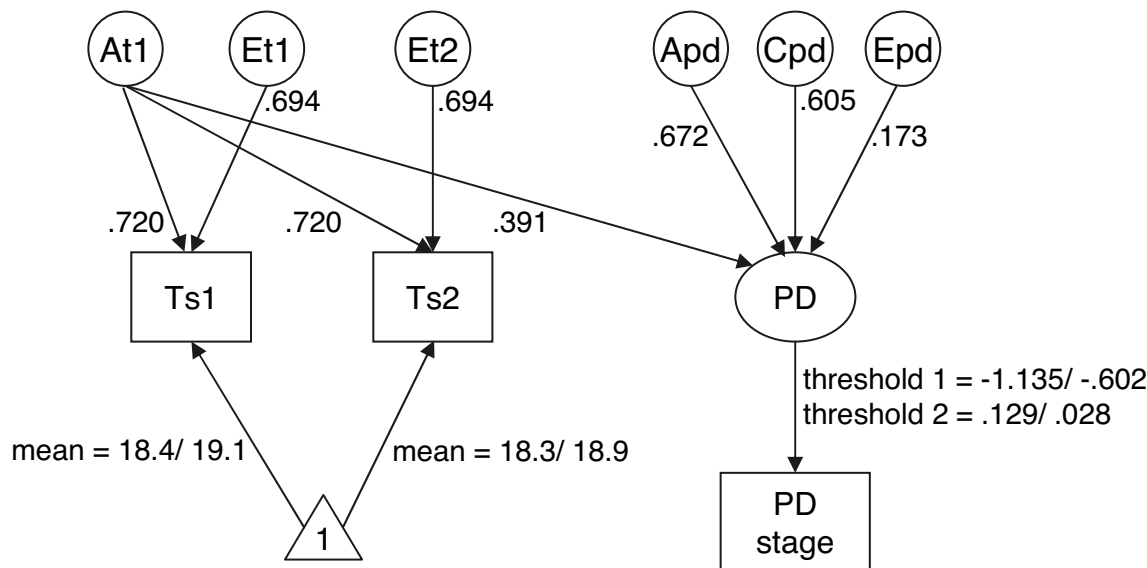 At1
Et1
Et2
Apd
Cpd
Epd
.694
.694
.605
.672
.173
.720
.720
.391
Ts1
Ts2
PD
threshold 1 = -1.135/ -.602
threshold 2 = .129/ .028
mean = 18.4/ 19.1
mean = 18.3/ 18.9
1
PD
stage